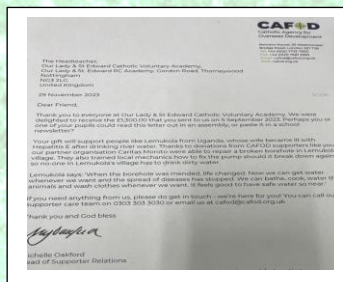 CAFOD
Catholic Agency for
Overseas Development
The Headteacher,
Our Lady & St Edward Catholic Voluntary Academy,
Our Lady & St Edward RC Academy, Gordon Road, Thorneywood
Nottingham
NG3 2LG
United Kingdom
29 November 2023
Dear Friend,
Thank you to everyone at Our Lady & St Edward Catholic Voluntary Academy. We were
delighted to receive the that you sent to us on 5 September 2023. Perhaps you or
one of your pupils could read this letter out in an assembly, or paste it in a school
newsletter?
Your gift will support people like Lemukola from Uganda, whose wife became ill with
Hepatitis after drinking river water. Thanks to donations from CAFOD supporters like you
our partner organisation Caritas Moroto were able to repair a broken borehole in Lemukola's
village. They also trained local mechanics how to fix the pump should it break down again
so no-one in Lemukola's village has to drink dirty water.
Lemukola says: 'When the borehole was mended, life changed. Now we can get water
whenever we want and the spread of diseases has stopped. We can bathe, cook, water the
animals and wash clothes whenever we want. It feels good to have safe water so near.'
If you need anything from us, please do get in touch - we're here for you! You can call our
supporter care team on 0303 303 3030 or email us at cafod@cafod.org.uk
Thank you and God bless
Michelle Oakford
Head of Supporter Relations